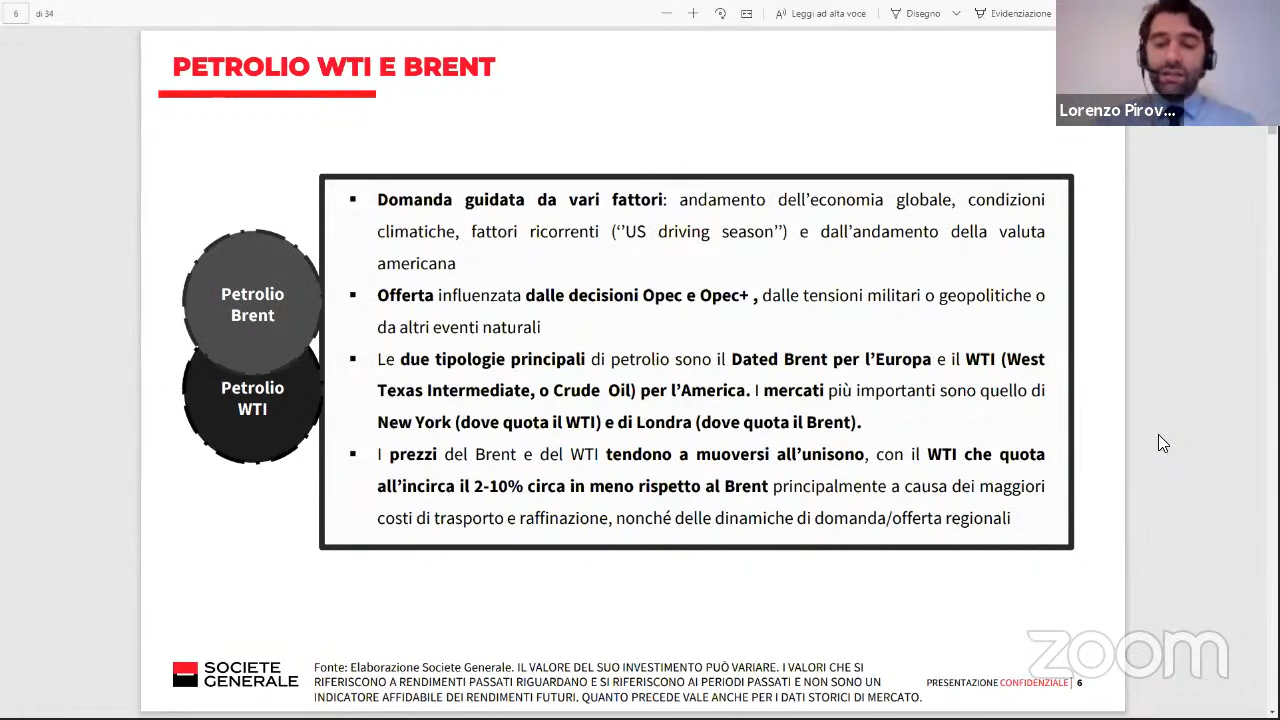 6 di 34 Leggi ad alta voce Disegno Evidenziazione
Lorenzo Pirov...
PETROLIO WTI E BRENT
Petrolio
Brent
Petrolio
WTI
▪ Domanda guidata da vari fattori: andamento dell’economia globale, condizioni
climatiche, fattori ricorrenti (‘’US driving season’’) e dall’andamento della valuta
americana
▪ Offerta influenzata dalle decisioni Opec e Opec+ , dalle tensioni militari o geopolitiche o
da altri eventi naturali
▪ Le due tipologie principali di petrolio sono il Dated Brent per l’Europa e il WTI (West
Texas Intermediate, o Crude Oil) per l’America. I mercati più importanti sono quello di
New York (dove quota il WTI) e di Londra (dove quota il Brent).
▪ I prezzi del Brent e del WTI tendono a muoversi all’unisono, con il WTI che quota
all’incirca il 2-10% circa in meno rispetto al Brent principalmente a causa dei maggiori
costi di trasporto e raffinazione, nonché delle dinamiche di domanda/offerta regionali
SOCIETE
GENERALE
Fonte: Elaborazione Societe Generale. IL VALORE DEL SUO INVESTIMENTO PUÒ VARIARE. I VALORI CHE SI
RIFERISCONO A RENDIMENTI PASSATI RIGUARDANO E SI RIFERISCONO AI PERIODI PASSATI E NON SONO UN
INDICATORE AFFIDABILE DEI RENDIMENTI FUTURI. QUANTO PRECEDE VALE ANCHE PER I DATI STORICI DI MERCATO.
PRESENTAZIONE CONFIDENZIALE | 6
zoom